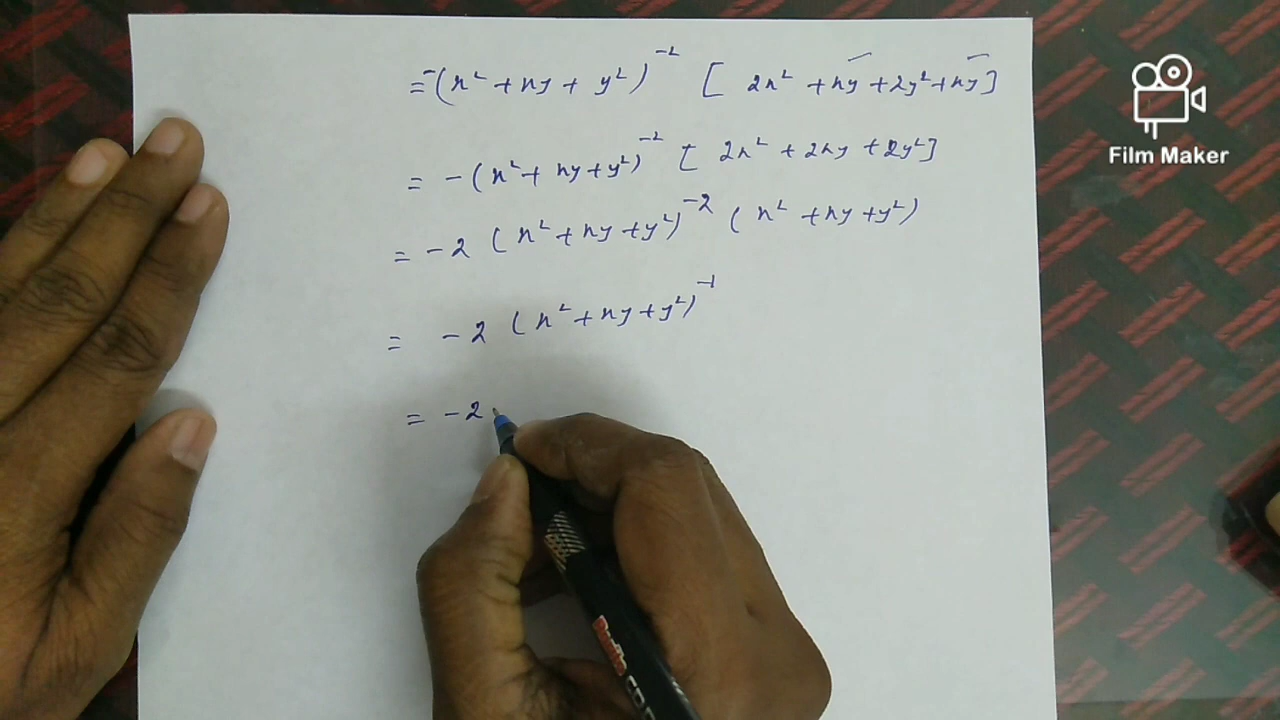 = -(x² + xy + y²)⁻² [ 2x² + xy + 2y² + xy ]
= -(x² + xy + y²)⁻² [ 2x² + 2xy + 2y² ]
= -2 (x² + xy + y²)⁻² (x² + xy + y²)
= -2 (x² + xy + y²)⁻¹
= -2
Film Maker